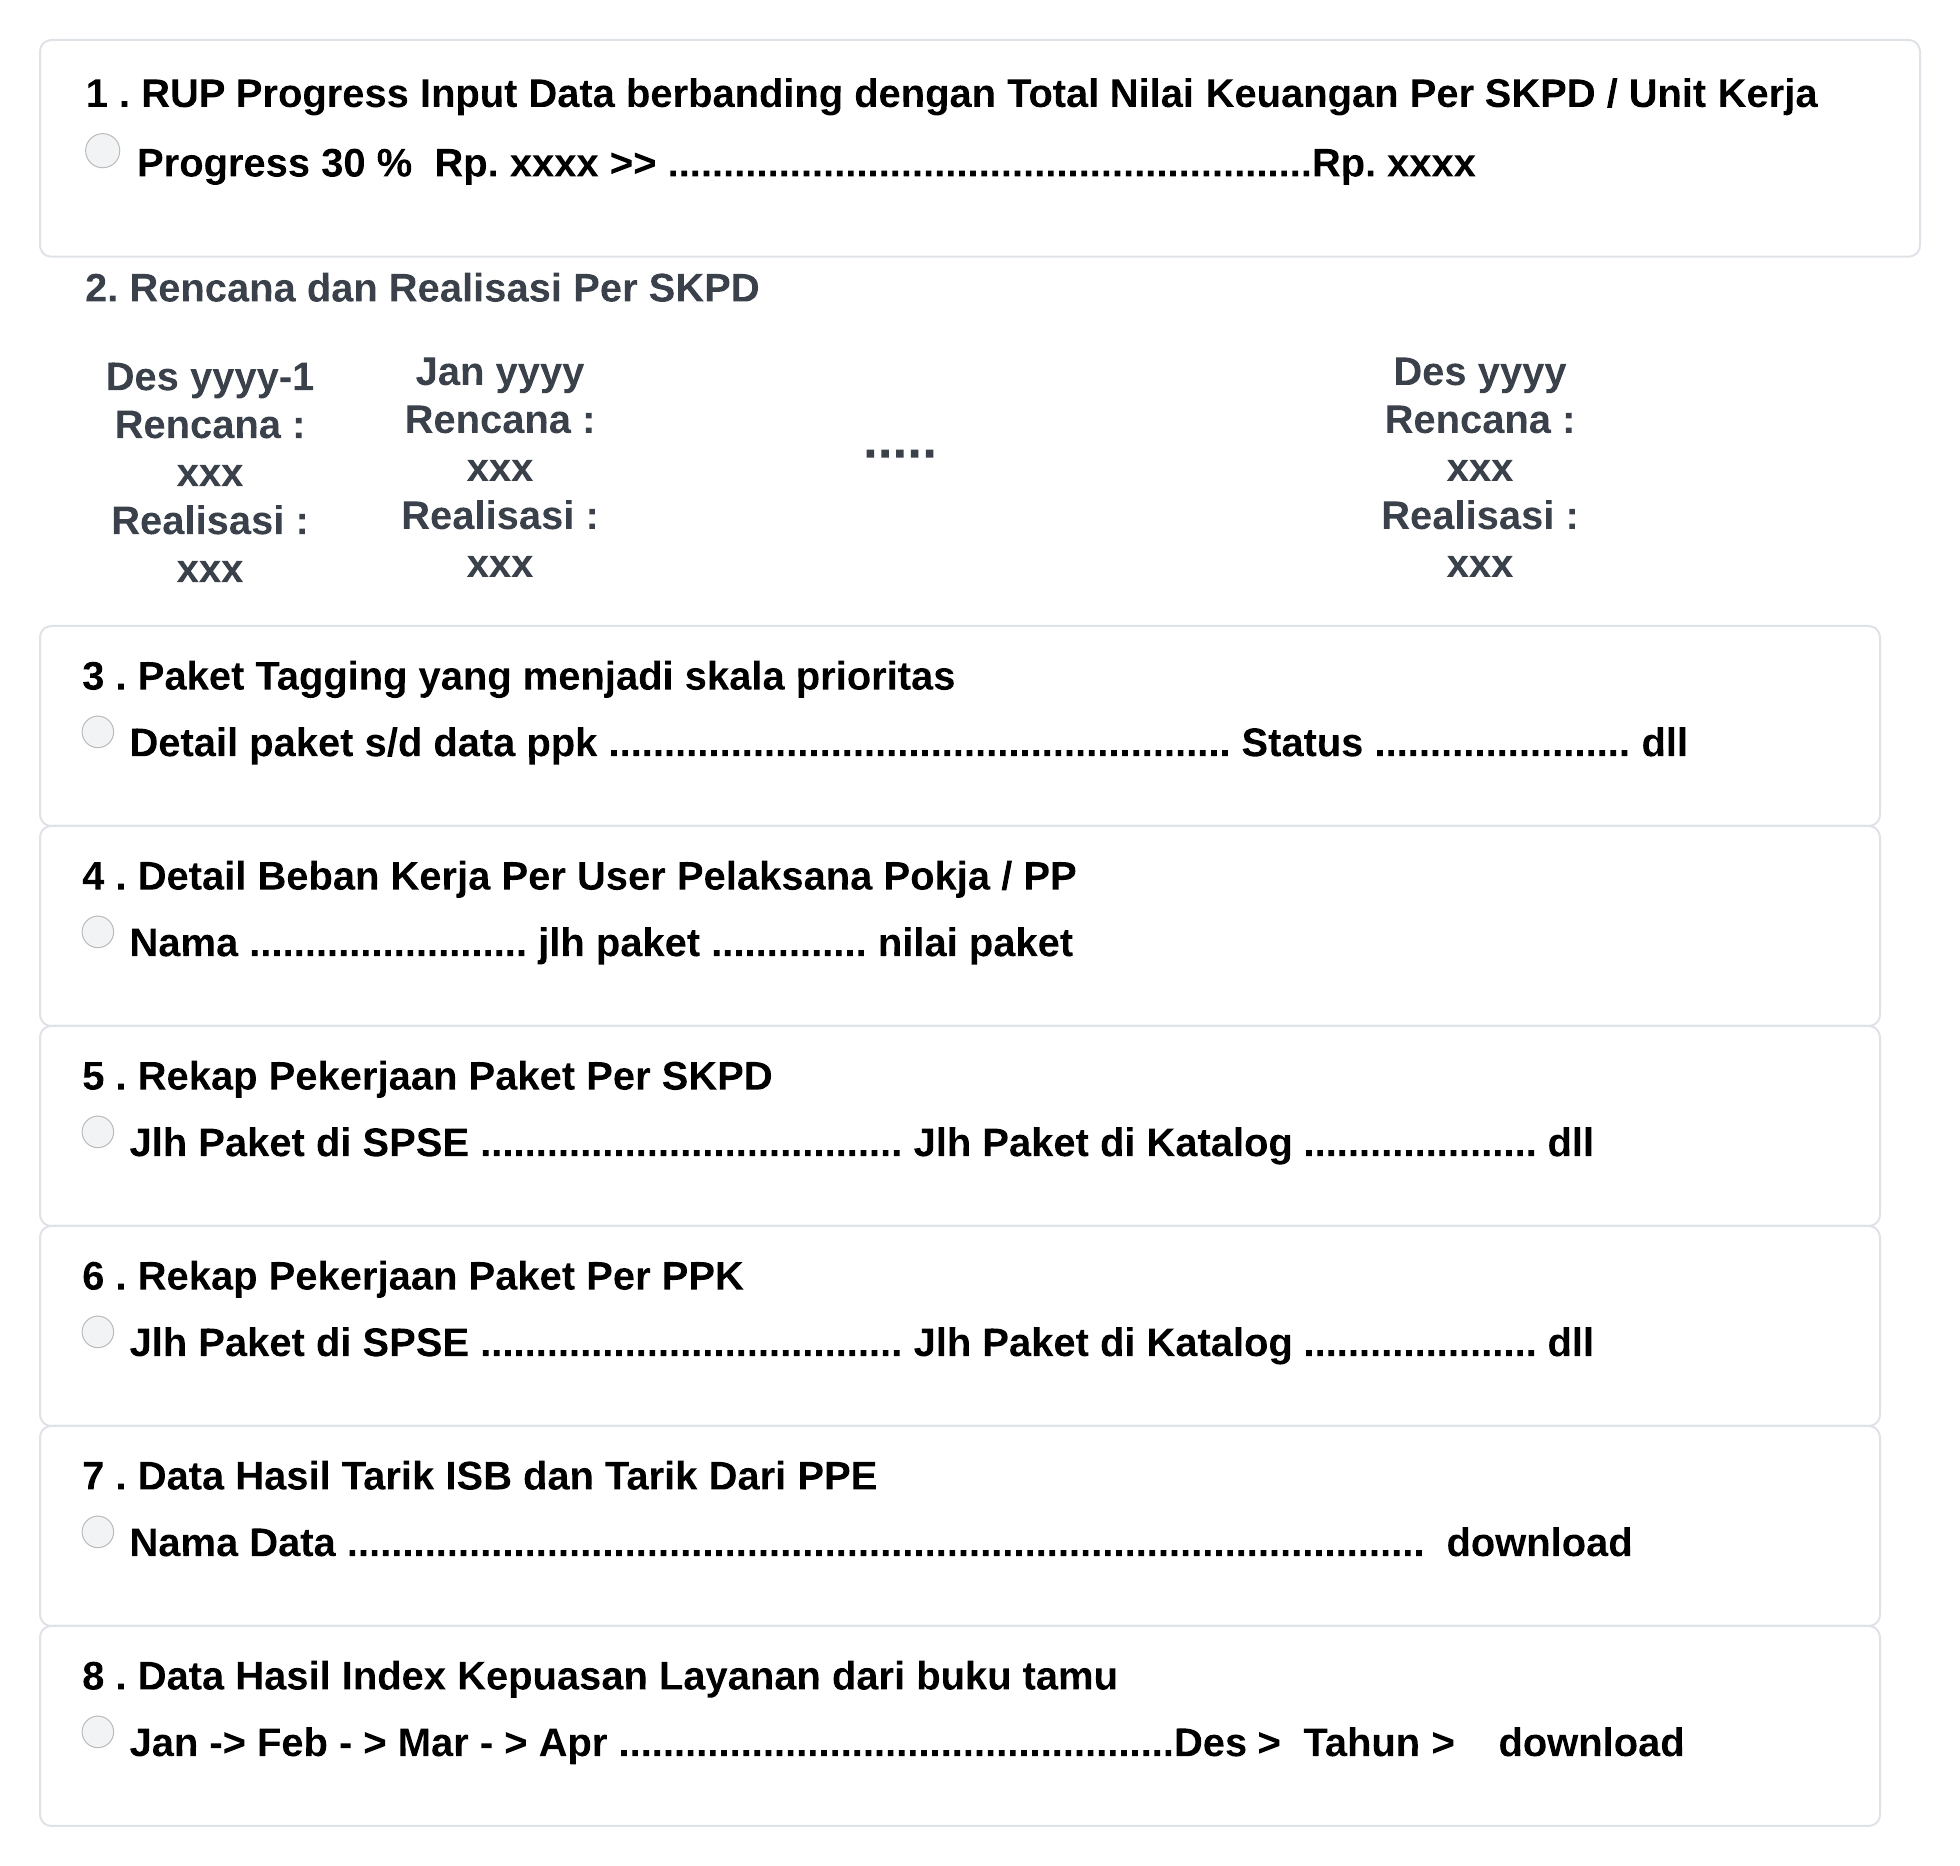 1 . RUP Progress Input Data berbanding dengan Total Nilai Keuangan Per SKPD / Unit Kerja
Progress 30 %  Rp. xxxx >> ..........................................................Rp. xxxx
2. Rencana dan Realisasi Per SKPD
Des yyyy-1
Rencana :
xxx
Realisasi :
xxx
Jan yyyy
Rencana :
xxx
Realisasi :
xxx
.....
Des yyyy
Rencana :
xxx
Realisasi :
xxx
3 . Paket Tagging yang menjadi skala prioritas
Detail paket s/d data ppk ........................................................ Status ....................... dll
4 . Detail Beban Kerja Per User Pelaksana Pokja / PP
Nama ......................... jlh paket .............. nilai paket
5 . Rekap Pekerjaan Paket Per SKPD
Jlh Paket di SPSE ...................................... Jlh Paket di Katalog ..................... dll
6 . Rekap Pekerjaan Paket Per PPK
Jlh Paket di SPSE ...................................... Jlh Paket di Katalog ..................... dll
7 . Data Hasil Tarik ISB dan Tarik Dari PPE
Nama Data .................................................................................................  download
8 . Data Hasil Index Kepuasan Layanan dari buku tamu
Jan -> Feb - > Mar - > Apr ..................................................Des >  Tahun >    download